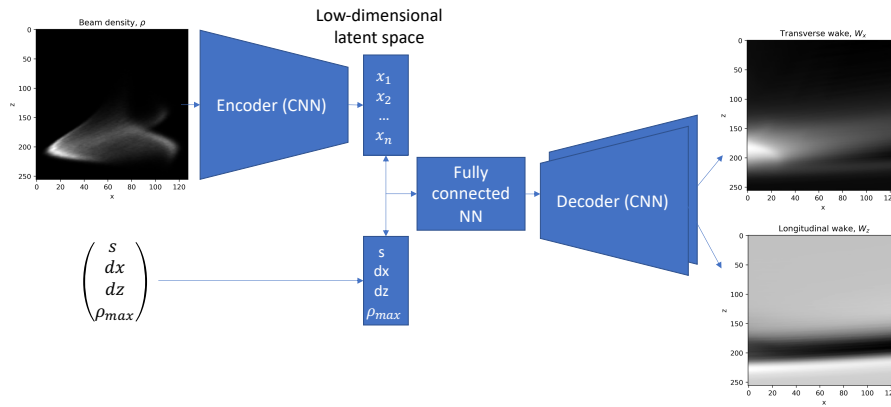 Low-dimensional
latent space
Beam density, ρ
0
50
100
150
200
250
z
0 20 40 60 80 100 120
x
Encoder (CNN)
x₁
x₂
...
xₙ
Fully
connected
NN
Decoder (CNN)
s
dx
dz
ρₘₐₓ
s
dx
dz
ρₘₐₓ
Transverse wake, Wₓ
0
50
100
150
200
250
z
0 20 40 60 80 100 120
x
Longitudinal wake, W_z
0
50
100
150
200
250
z
0 20 40 60 80 100 120
x